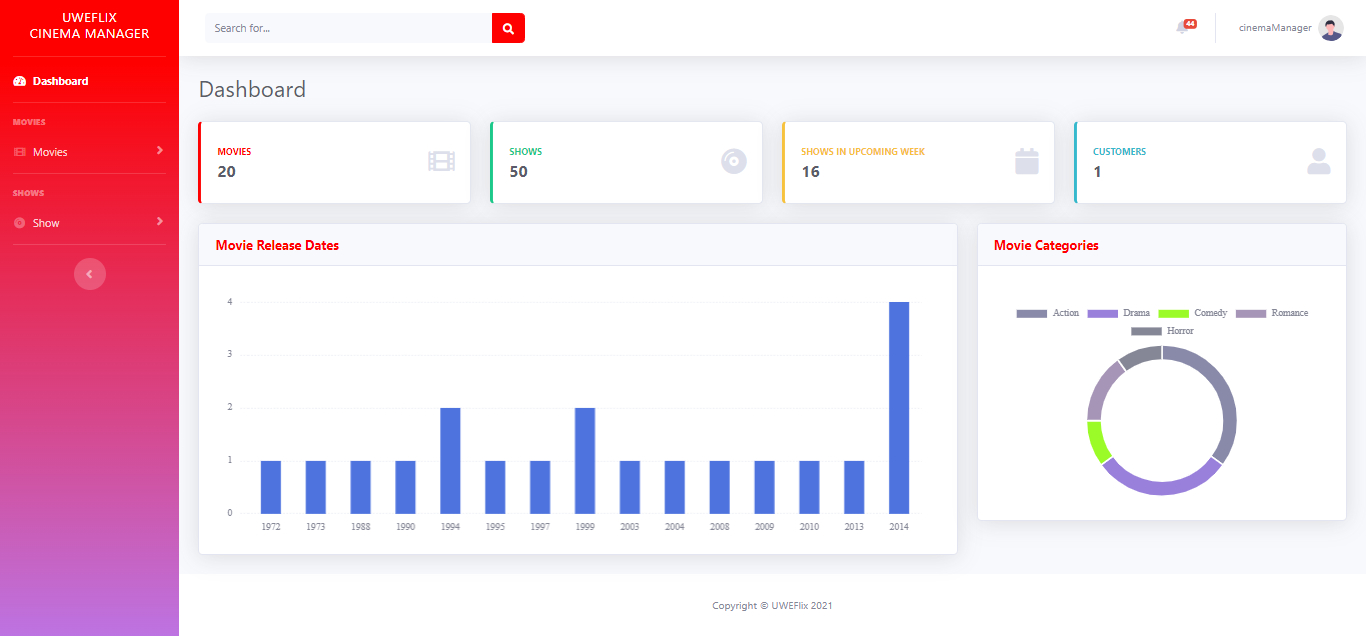 UWEFLIX
CINEMA MANAGER
Search for...
44
cinemaManager
Dashboard
MOVIES
Movies
SHOWS
Show
Dashboard
MOVIES
20
SHOWS
50
SHOWS IN UPCOMING WEEK
16
CUSTOMERS
1
Movie Release Dates
4
3
2
1
0
1972 1973 1988 1990 1994 1995 1997 1999 2003 2004 2008 2009 2010 2013 2014
Movie Categories
Action Drama Comedy Romance
Horror
Copyright © UWEFlix 2021